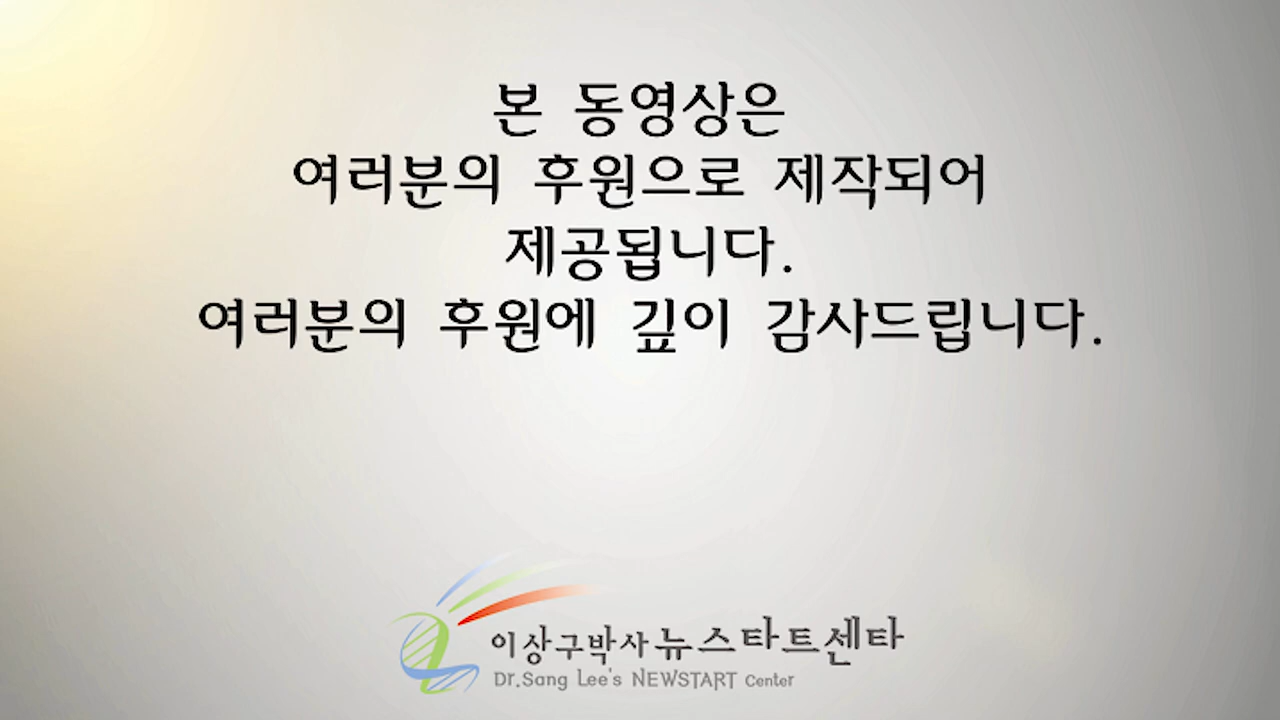 본 동영상은
여러분의 후원으로 제작되어
제공됩니다.
여러분의 후원에 깊이 감사드립니다.
이상구박사 뉴스타트센타
Dr.Sang Lee's NEWSTART Center